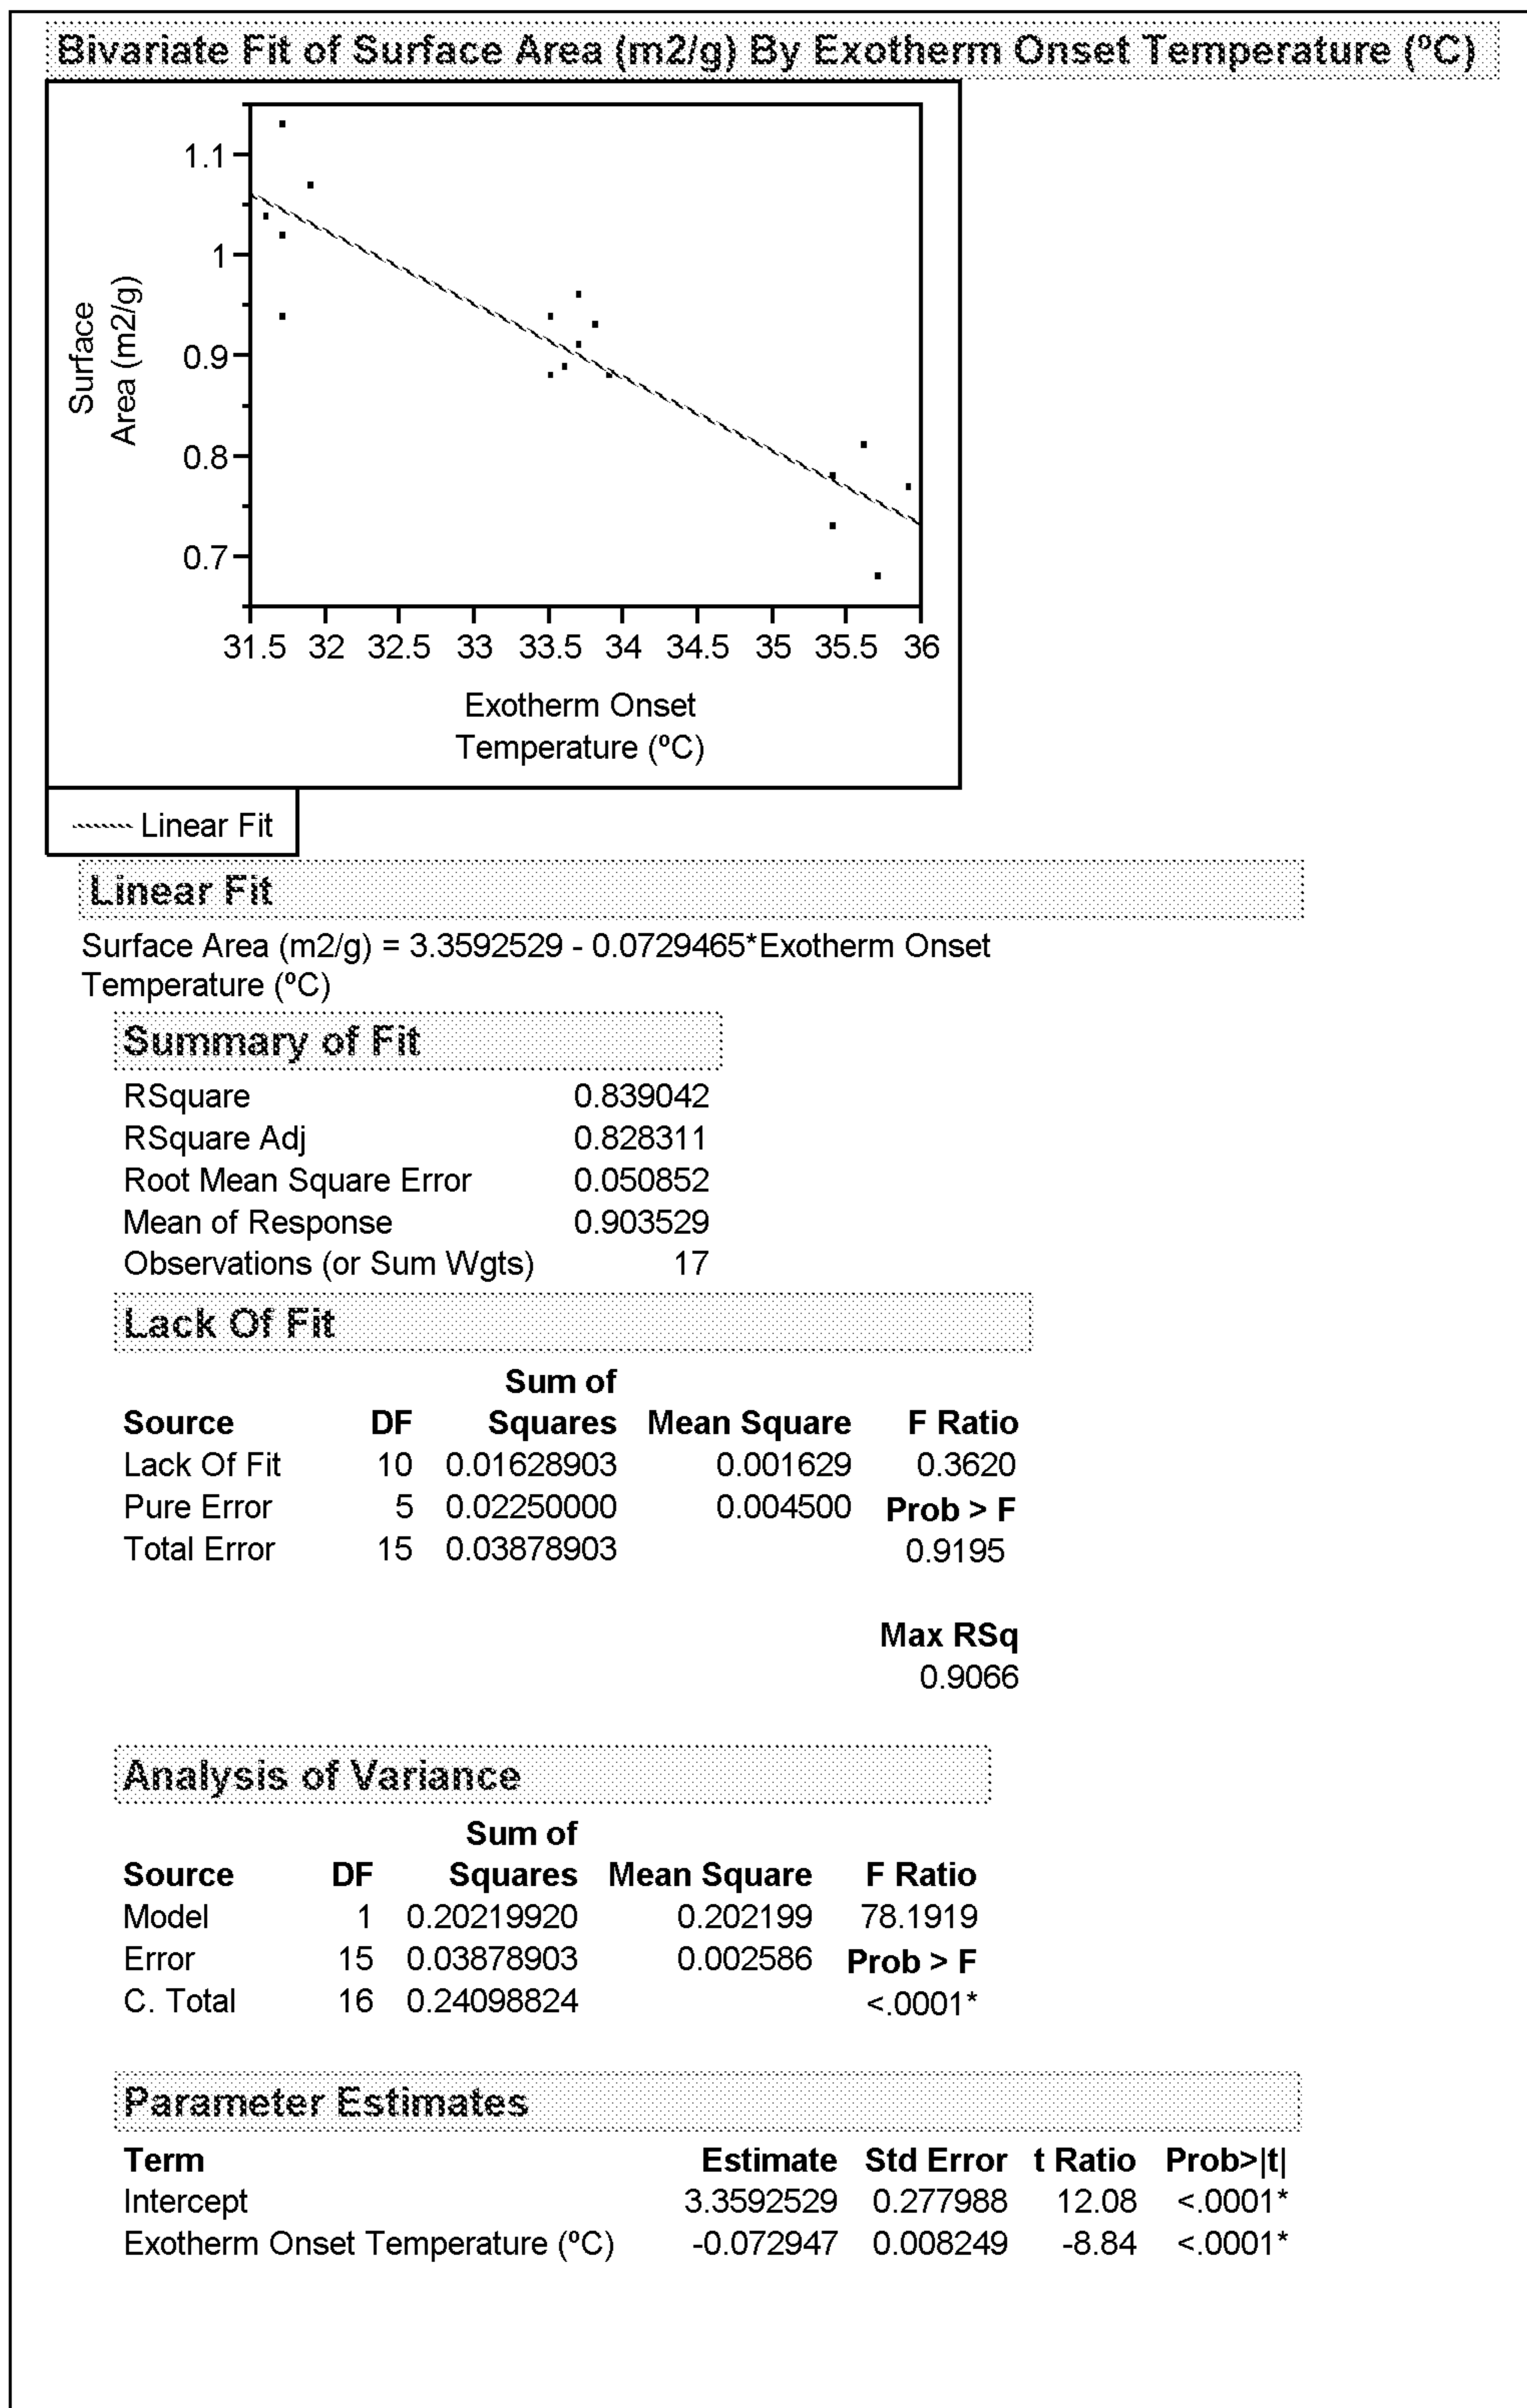 Bivariate Fit of Surface Area (m2/g) By Exotherm Onset Temperature (ºC)
1.1
1
0.9
0.8
0.7
Surface
Area (m2/g)
31.5 32 32.5 33 33.5 34 34.5 35 35.5 36
Exotherm Onset
Temperature (ºC)
Linear Fit
Linear Fit
Surface Area (m2/g) = 3.3592529 - 0.0729465*Exotherm Onset
Temperature (ºC)
Summary of Fit
RSquare 0.839042
RSquare Adj 0.828311
Root Mean Square Error 0.050852
Mean of Response 0.903529
Observations (or Sum Wgts) 17
Lack Of Fit
Sum of
Source DF Squares Mean Square F Ratio
Lack Of Fit 10 0.01628903 0.001629 0.3620
Pure Error 5 0.02250000 0.004500 Prob > F
Total Error 15 0.03878903 0.9195
Max RSq
0.9066
Analysis of Variance
Sum of
Source DF Squares Mean Square F Ratio
Model 1 0.20219920 0.202199 78.1919
Error 15 0.03878903 0.002586 Prob > F
C. Total 16 0.24098824 <.0001*
Parameter Estimates
Term Estimate Std Error t Ratio Prob>|t|
Intercept 3.3592529 0.277988 12.08 <.0001*
Exotherm Onset Temperature (ºC) -0.072947 0.008249 -8.84 <.0001*